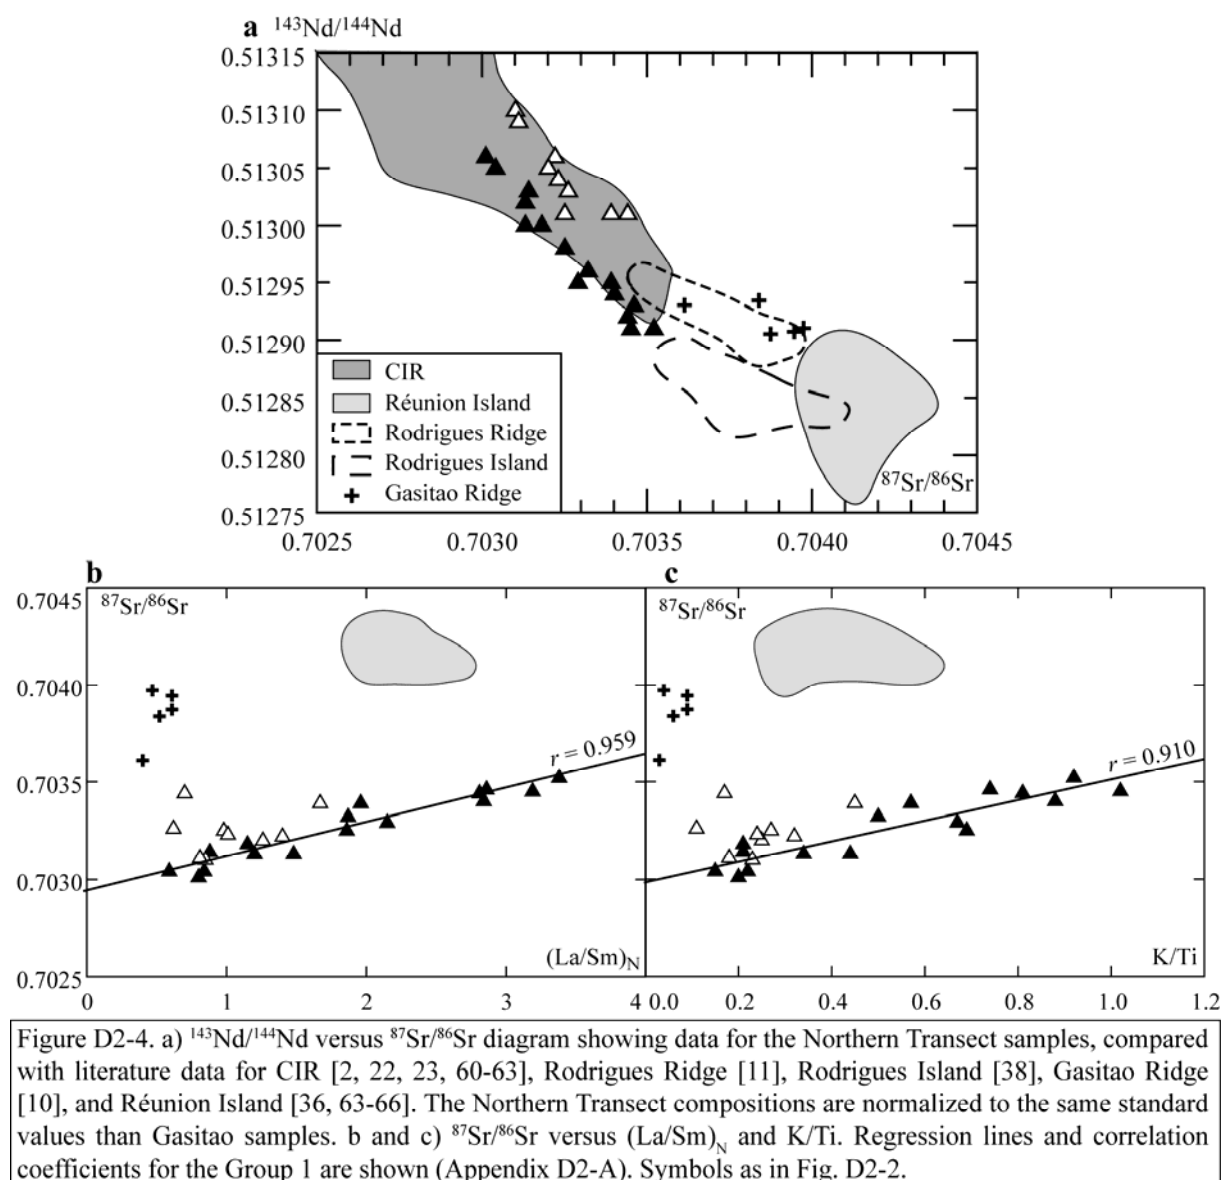 a ¹⁴³Nd/¹⁴⁴Nd
0.51315
0.51310
0.51305
0.51300
0.51295
0.51290
0.51285
0.51280
0.51275
CIR
Réunion Island
Rodrigues Ridge
Rodrigues Island
Gasitao Ridge
⁸⁷Sr/⁸⁶Sr
0.7025 0.7030 0.7035 0.7040 0.7045
b
⁸⁷Sr/⁸⁶Sr
0.7045
0.7040
0.7035
0.7030
0.7025
r = 0.959
(La/Sm)N
0 1 2 3 4
c
⁸⁷Sr/⁸⁶Sr
r = 0.910
K/Ti
0.0 0.2 0.4 0.6 0.8 1.0 1.2
Figure D2-4. a) ¹⁴³Nd/¹⁴⁴Nd versus ⁸⁷Sr/⁸⁶Sr diagram showing data for the Northern Transect samples, compared
with literature data for CIR [2, 22, 23, 60-63], Rodrigues Ridge [11], Rodrigues Island [38], Gasitao Ridge
[10], and Réunion Island [36, 63-66]. The Northern Transect compositions are normalized to the same standard
values than Gasitao samples. b and c) ⁸⁷Sr/⁸⁶Sr versus (La/Sm)N and K/Ti. Regression lines and correlation
coefficients for the Group 1 are shown (Appendix D2-A). Symbols as in Fig. D2-2.